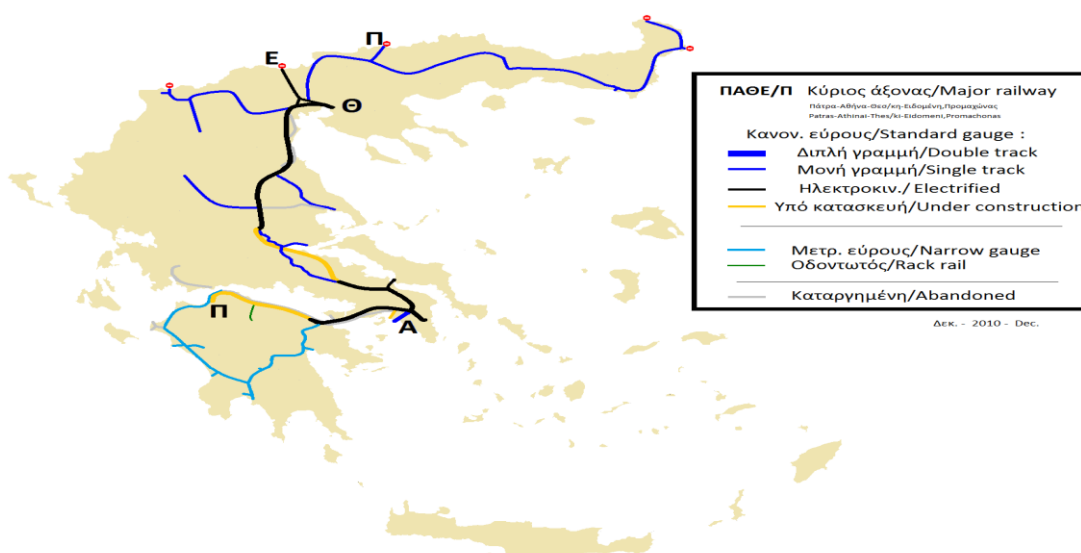 Π
Ε
Θ
Π
Α
ΠΑΘΕ/Π Κύριος άξονας/Major railway
Πάτρα-Αθήνα-Θεσ/κη-Ειδομένη,Προμαχώνας
Patras-Athinai-Thes/ki-Eidomeni,Promachonas
Κανον. εύρους/Standard gauge :
Διπλή γραμμή/Double track
Μονή γραμμή/Single track
Ηλεκτροκιν./ Electrified
Υπό κατασκευή/Under construction
Μετρ. εύρους/Narrow gauge
Οδοντωτός/Rack rail
Καταργημένη/Abandoned
Δεκ. - 2010 - Dec.